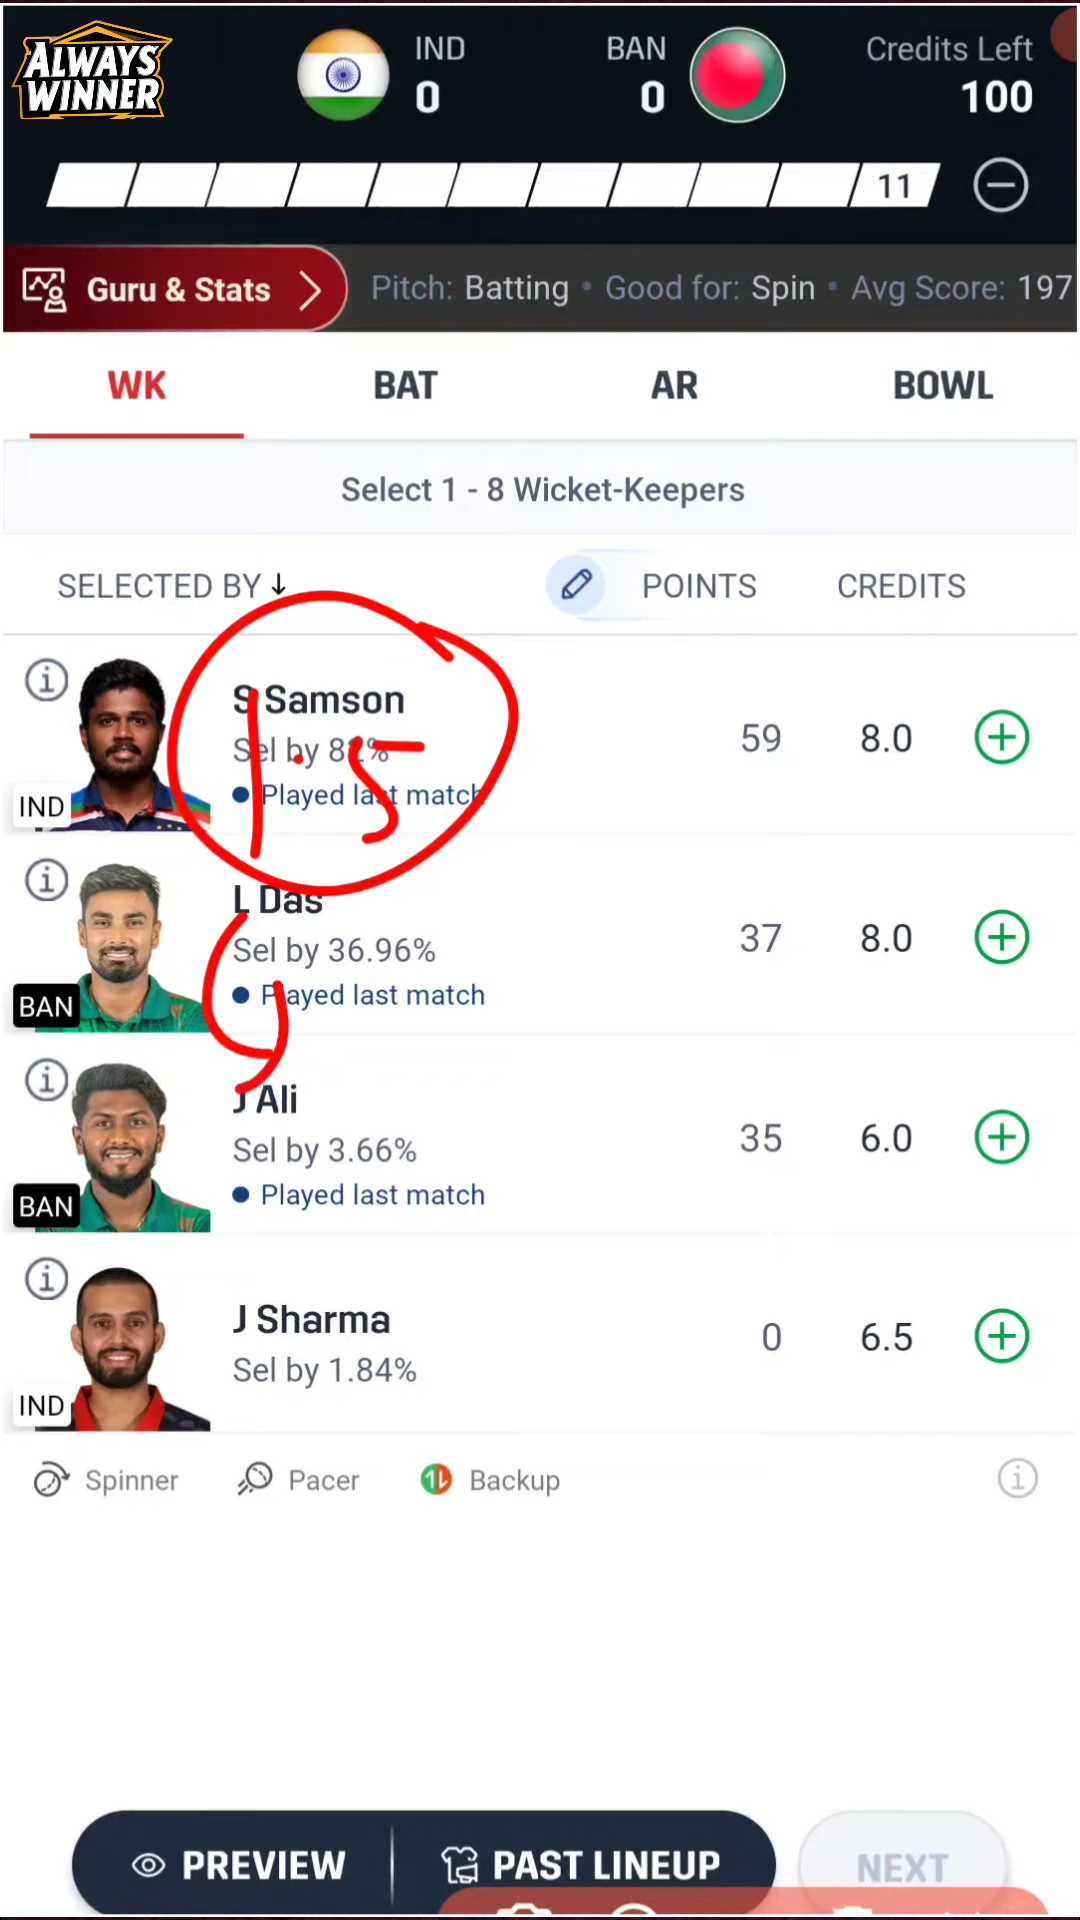 ALWAYS
WINNER
IND
0
BAN
0
Credits Left
100
11
Guru & Stats
Pitch: Batting • Good for: Spin • Avg Score: 197
WK BAT AR BOWL
Select 1 - 8 Wicket-Keepers
SELECTED BY ↓ POINTS CREDITS
S Samson
Sel by 82%
Played last match
IND
59 8.0
1.5
L Das
Sel by 36.96%
Played last match
BAN
37 8.0
J Ali
Sel by 3.66%
Played last match
BAN
35 6.0
J Sharma
Sel by 1.84%
IND
0 6.5
Spinner Pacer Backup
PREVIEW PAST LINEUP NEXT